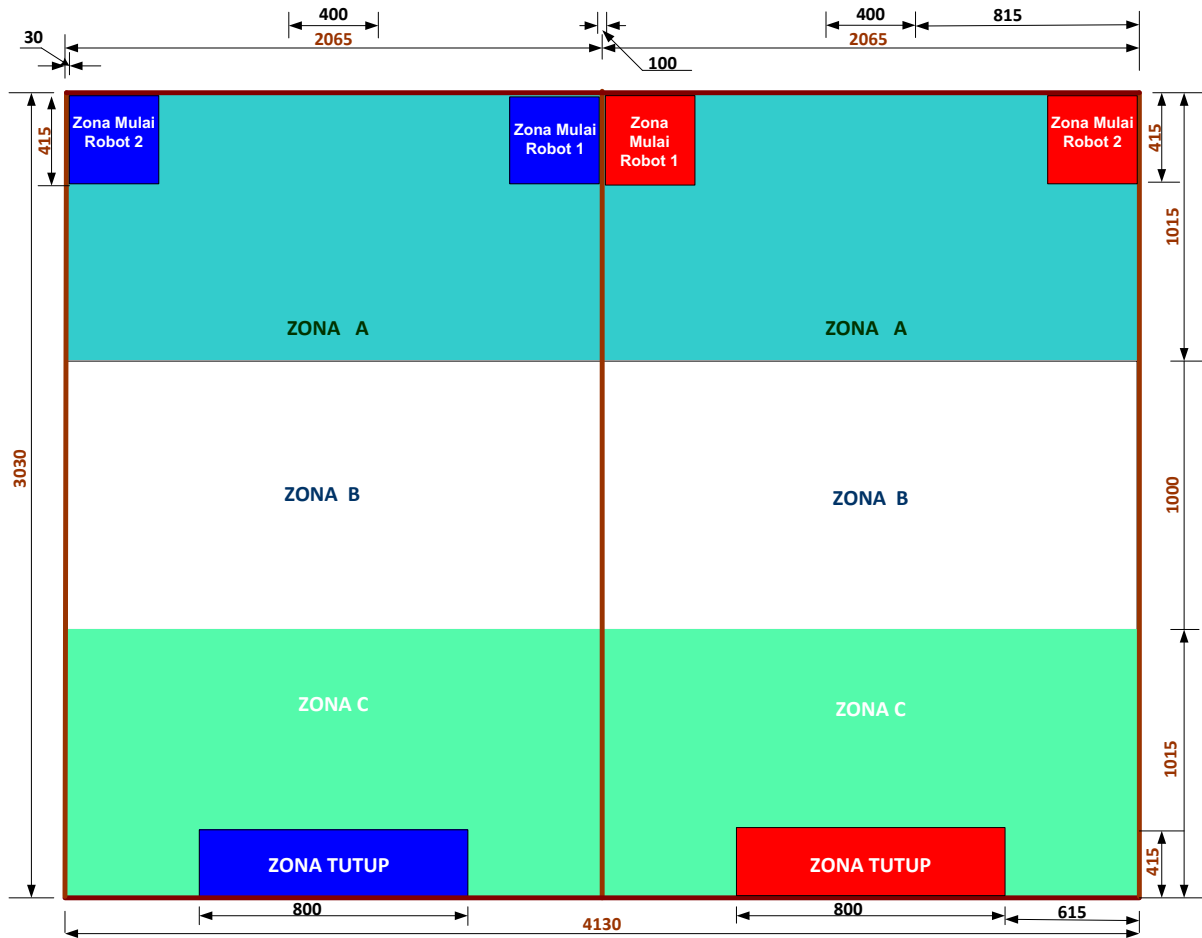 400
400
815
30
2065
2065
100
Zona Mulai
Robot 2
Zona Mulai
Robot 1
Zona
Mulai
Robot 1
Zona Mulai
Robot 2
415
415
1015
ZONA A
ZONA A
3030
ZONA B
ZONA B
1000
ZONA C
ZONA C
1015
ZONA TUTUP
ZONA TUTUP
415
800
800
615
4130